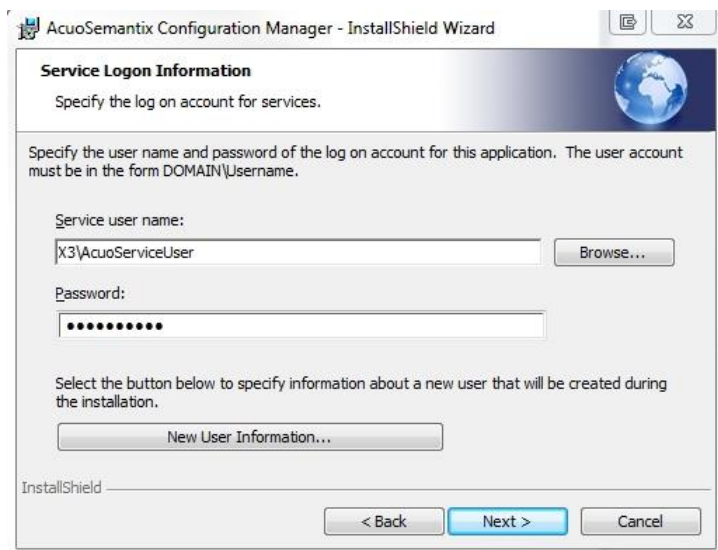 AcuoSemantix Configuration Manager - InstallShield Wizard
Service Logon Information
Specify the log on account for services.
Specify the user name and password of the log on account for this application. The user account
must be in the form DOMAIN\Username.
Service user name:
X3\AcuoServiceUser
Browse...
Password:
••••••••••
Select the button below to specify information about a new user that will be created during
the installation.
New User Information...
InstallShield
< Back Next > Cancel